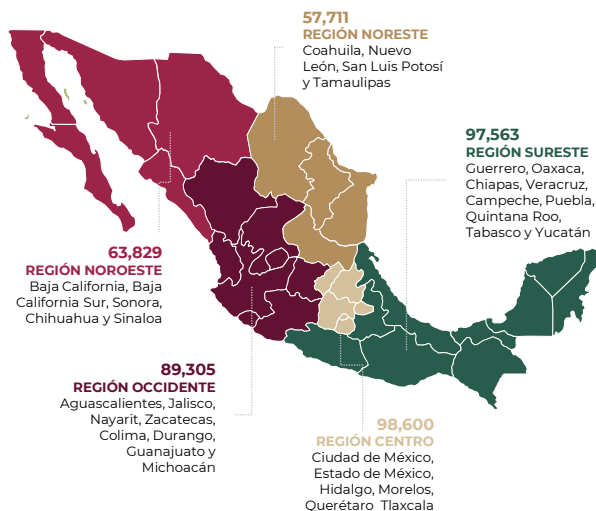 57,711
REGIÓN NORESTE
Coahuila, Nuevo
León, San Luis Potosí
y Tamaulipas
97,563
REGIÓN SURESTE
Guerrero, Oaxaca,
Chiapas, Veracruz,
Campeche, Puebla,
Quintana Roo,
Tabasco y Yucatán
63,829
REGIÓN NOROESTE
Baja California, Baja
California Sur, Sonora,
Chihuahua y Sinaloa
89,305
REGIÓN OCCIDENTE
Aguascalientes, Jalisco,
Nayarit, Zacatecas,
Colima, Durango,
Guanajuato y
Michoacán
98,600
REGIÓN CENTRO
Ciudad de México,
Estado de México,
Hidalgo, Morelos,
Querétaro Tlaxcala